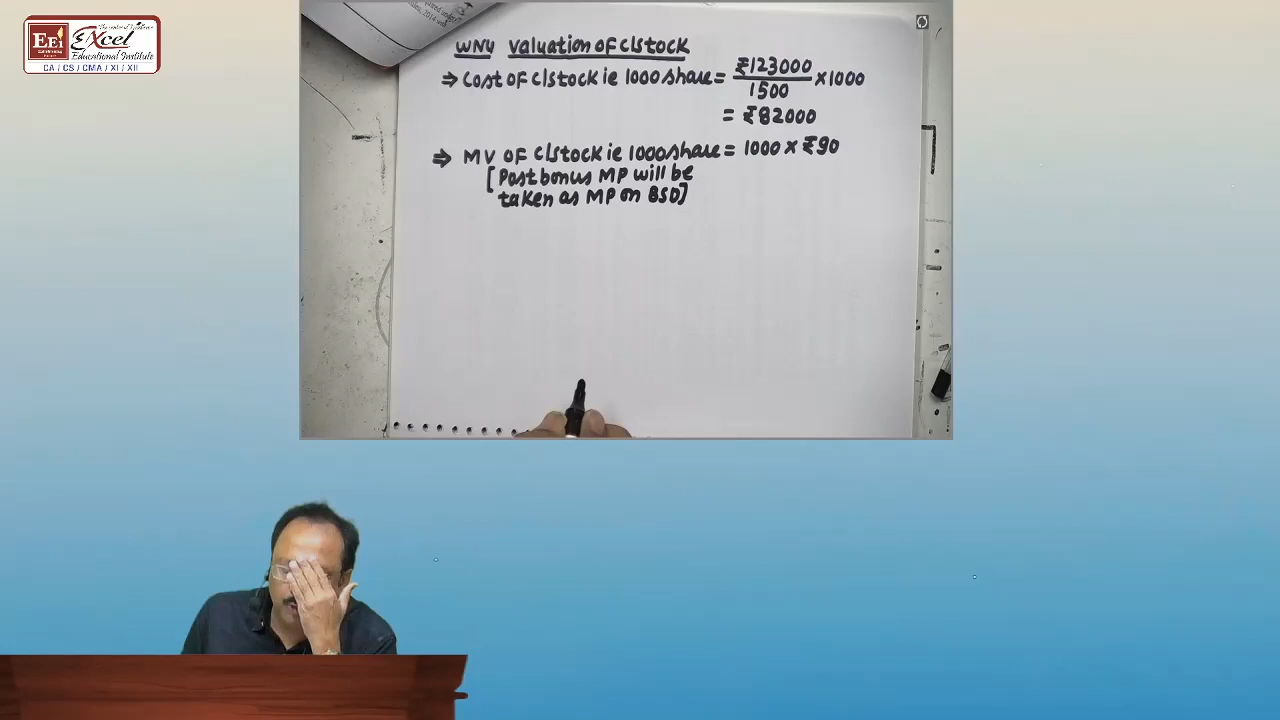 EEi
Excel
Educational Institute
CA / CS / CMA / XI / XII
WN4 Valuation of cl stock
⇒ Cost of cl stock ie 1000 share = ₹123000 / 1500 × 1000
= ₹82000
⇒ MV of cl stock ie 1000 share = 1000 × ₹90
[Post bonus MP will be
taken as MP on BSD]